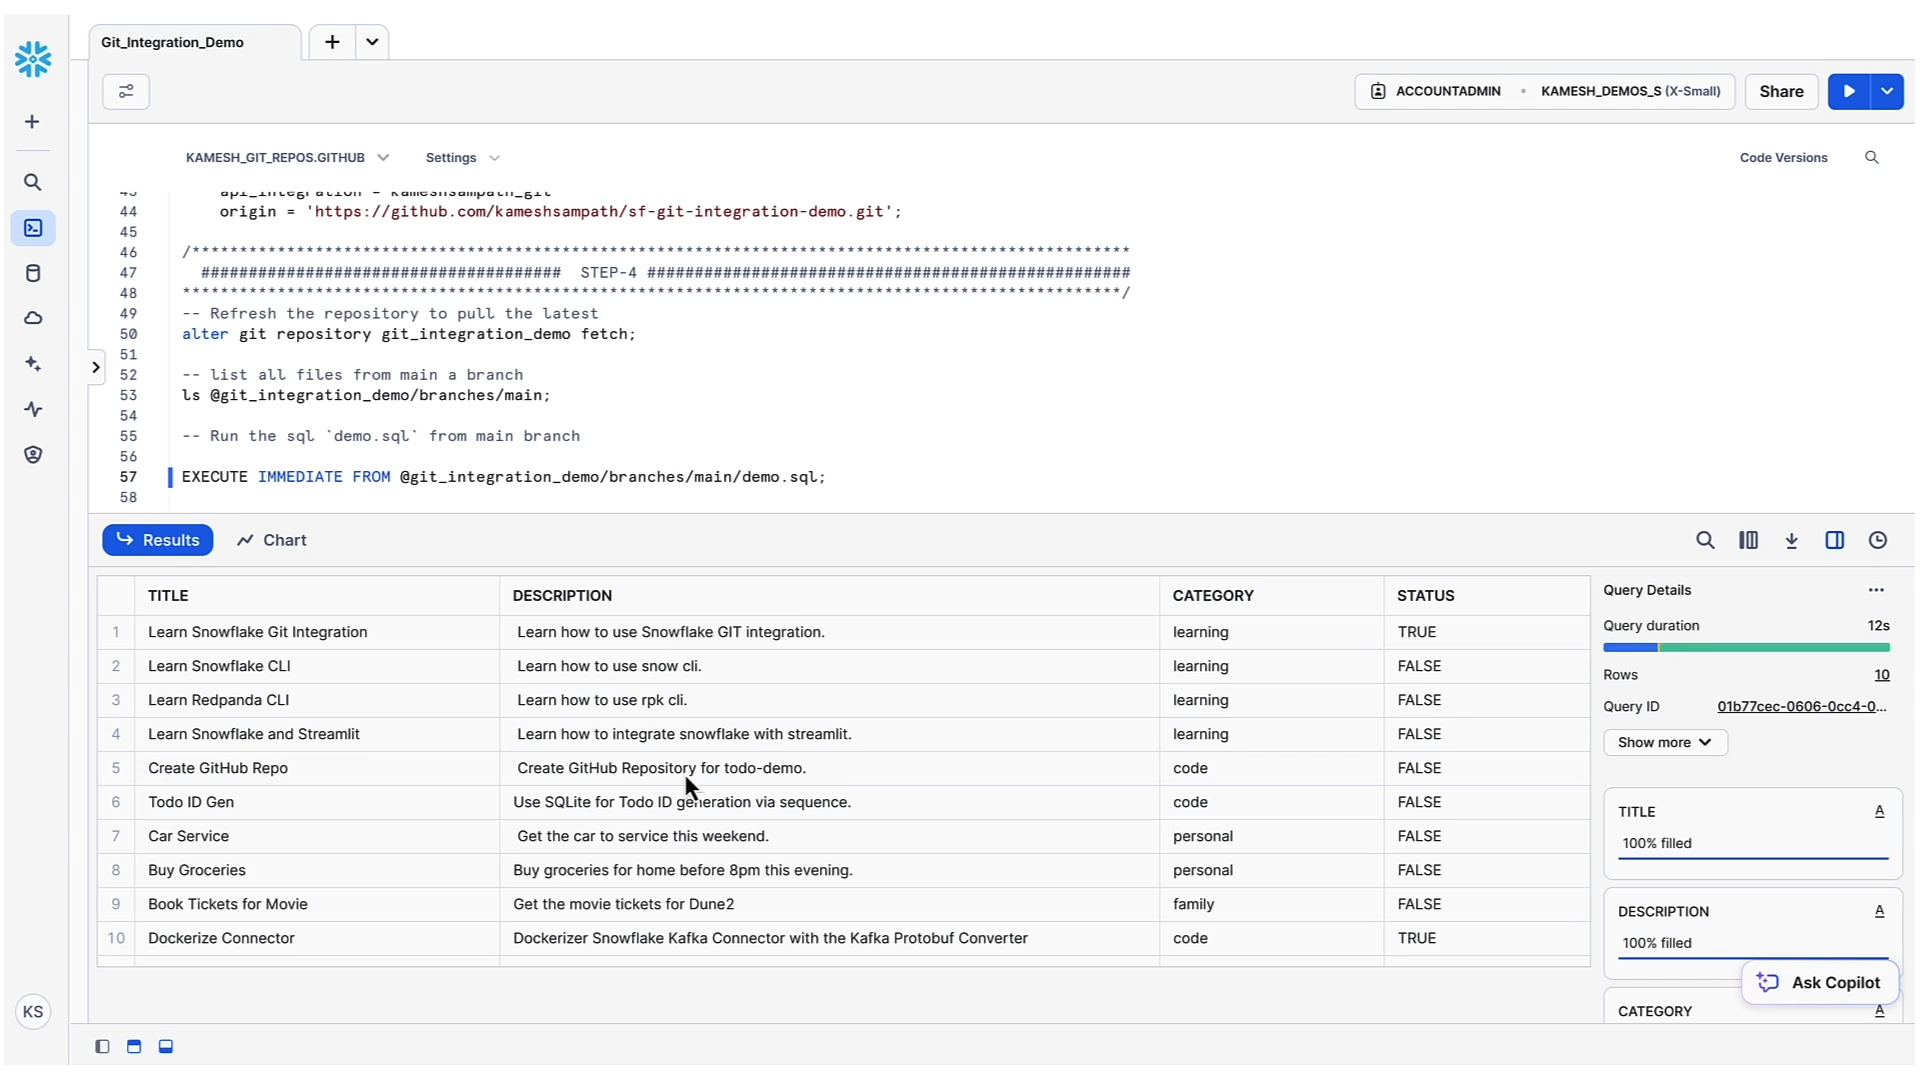 Git_Integration_Demo
ACCOUNTADMIN • KAMESH_DEMOS_S (X-Small)
Share
KAMESH_GIT_REPOS.GITHUB
Settings
Code Versions
43 api_integration = kameshsampath_git
44 origin = 'https://github.com/kameshsampath/sf-git-integration-demo.git';
45
46 /***************************************************************************************************
47 ###################################### STEP-4 ###################################################
48 ***************************************************************************************************/
49 -- Refresh the repository to pull the latest
50 alter git repository git_integration_demo fetch;
51
52 -- list all files from main a branch
53 ls @git_integration_demo/branches/main;
54
55 -- Run the sql `demo.sql` from main branch
56
57 EXECUTE IMMEDIATE FROM @git_integration_demo/branches/main/demo.sql;
58
Results
Chart
TITLE DESCRIPTION CATEGORY STATUS
1 Learn Snowflake Git Integration Learn how to use Snowflake GIT integration. learning TRUE
2 Learn Snowflake CLI Learn how to use snow cli. learning FALSE
3 Learn Redpanda CLI Learn how to use rpk cli. learning FALSE
4 Learn Snowflake and Streamlit Learn how to integrate snowflake with streamlit. learning FALSE
5 Create GitHub Repo Create GitHub Repository for todo-demo. code FALSE
6 Todo ID Gen Use SQLite for Todo ID generation via sequence. code FALSE
7 Car Service Get the car to service this weekend. personal FALSE
8 Buy Groceries Buy groceries for home before 8pm this evening. personal FALSE
9 Book Tickets for Movie Get the movie tickets for Dune2 family FALSE
10 Dockerize Connector Dockerizer Snowflake Kafka Connector with the Kafka Protobuf Converter code TRUE
Query Details
...
Query duration 12s
Rows 10
Query ID 01b77cec-0606-0cc4-0...
Show more
TITLE A
100% filled
DESCRIPTION A
100% filled
Ask Copilot
CATEGORY A
KS